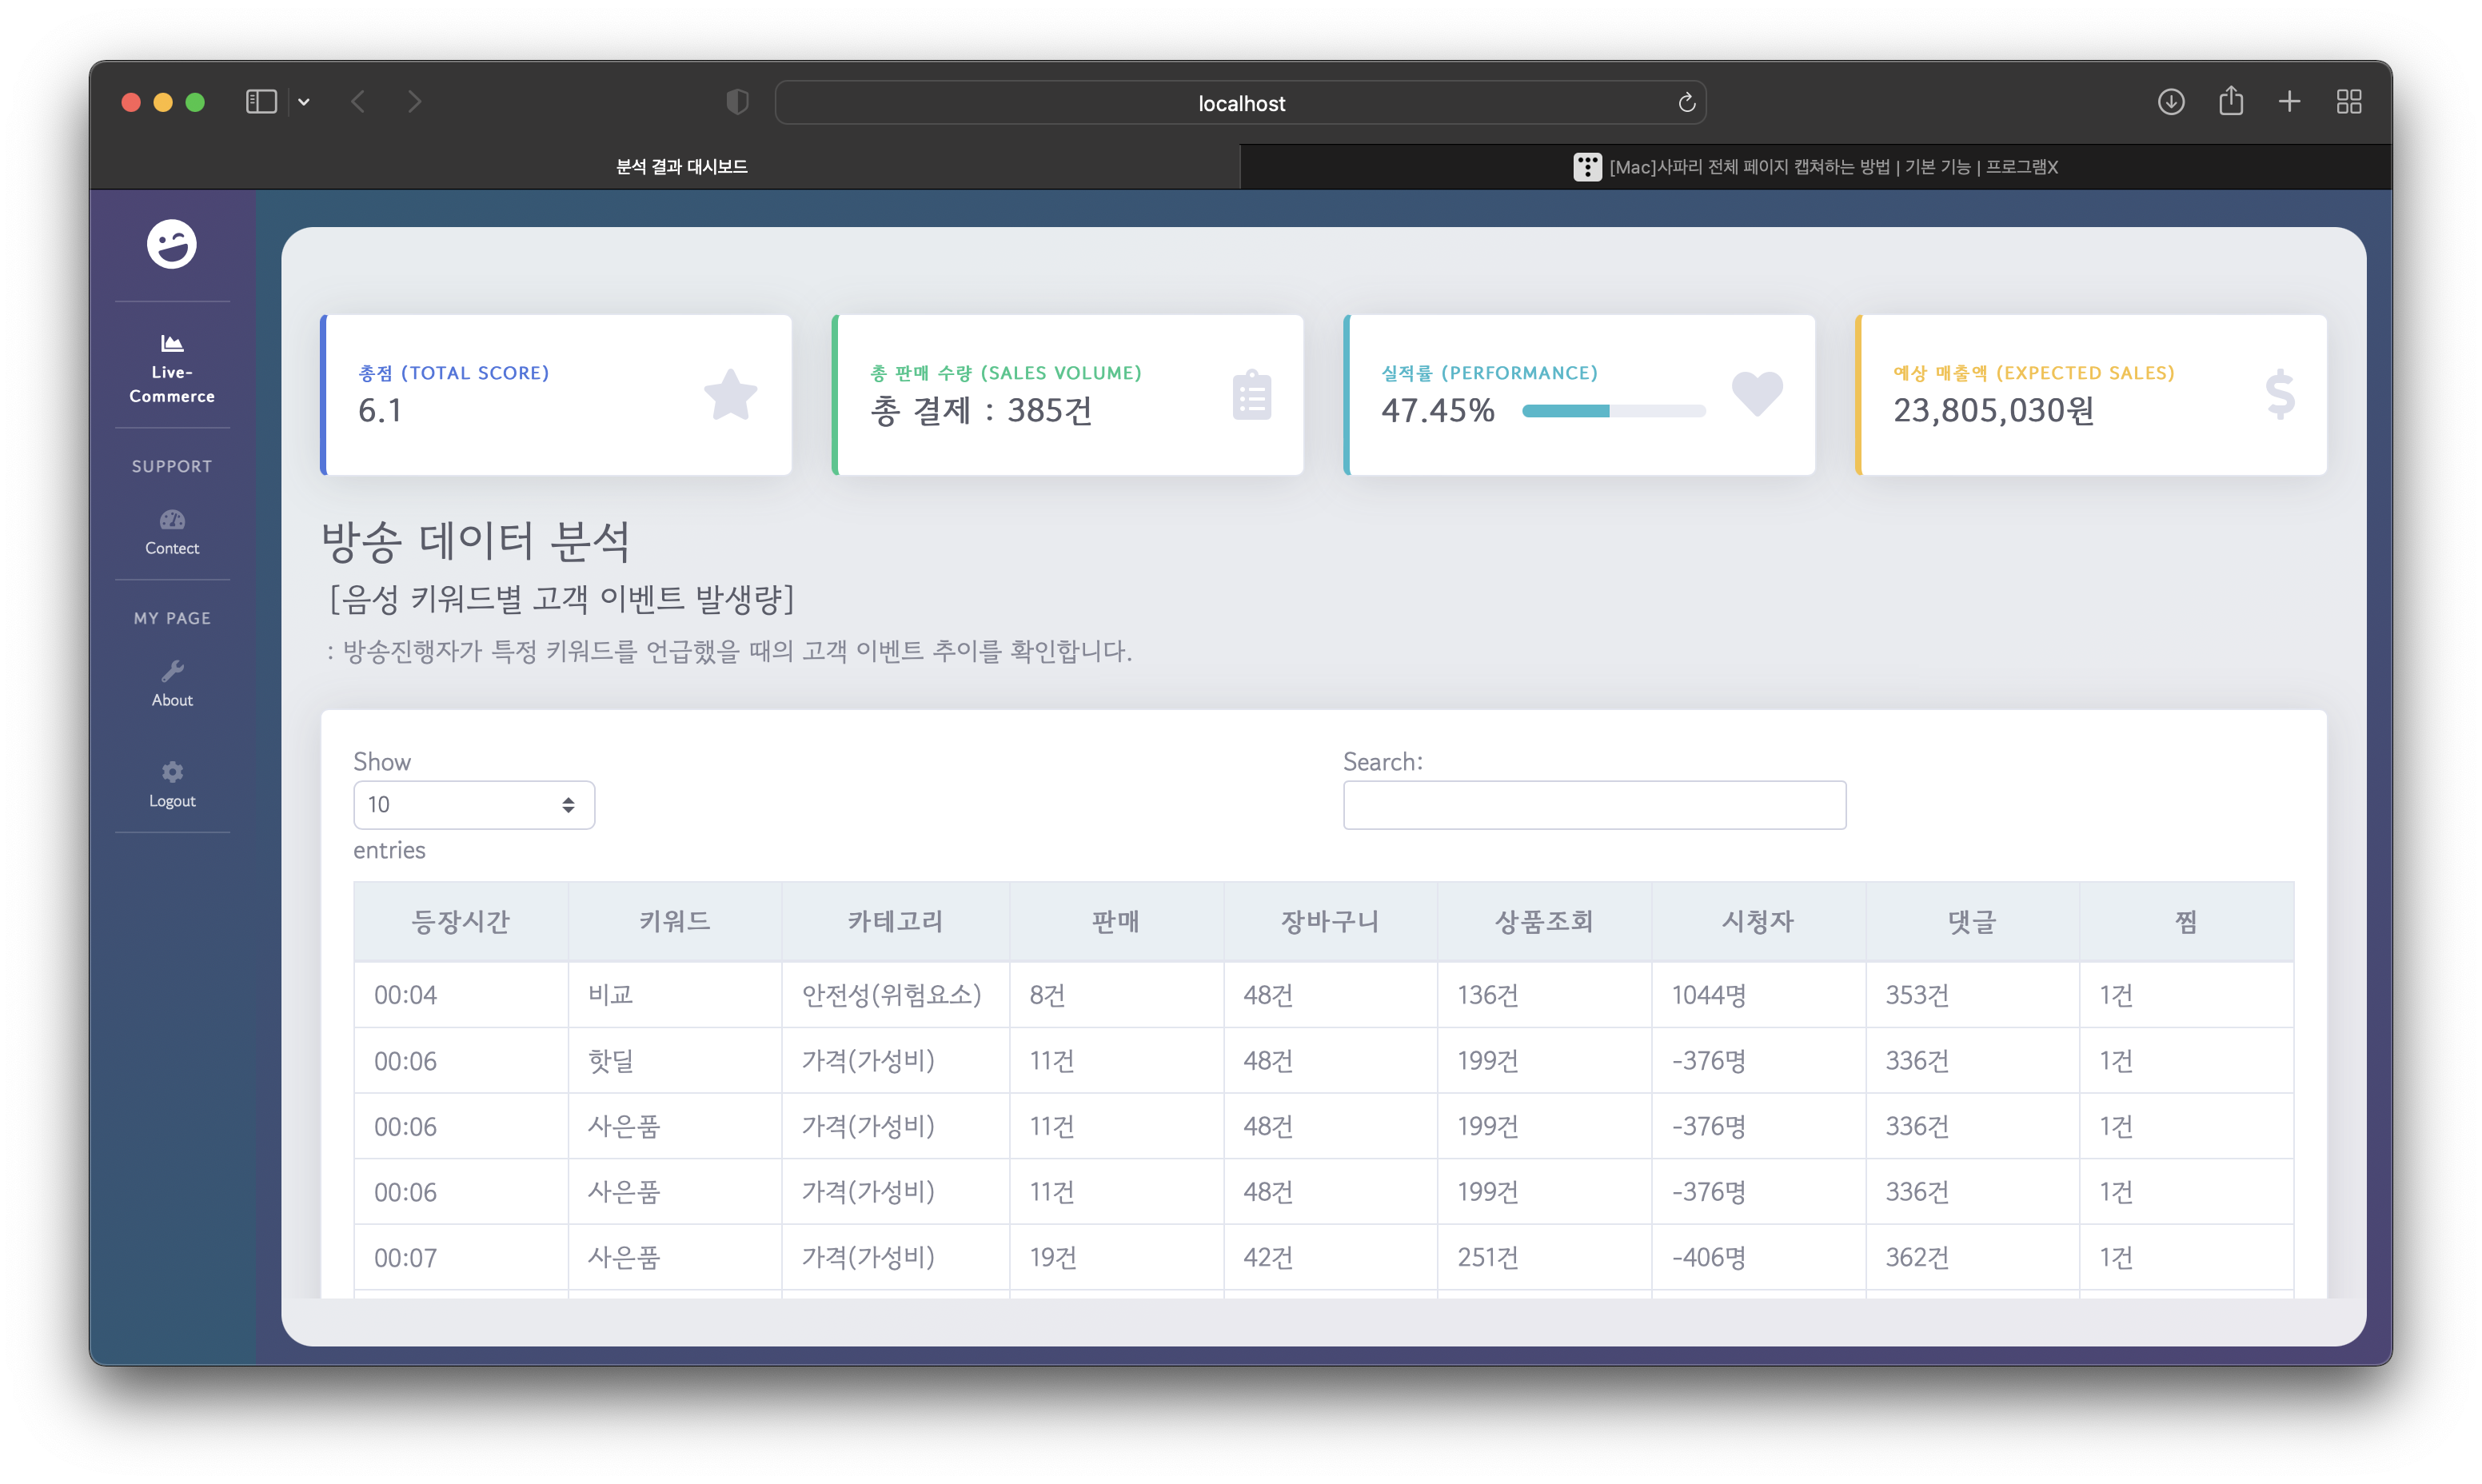 localhost
분석 결과 대시보드
[Mac]사파리 전체 페이지 캡쳐하는 방법 | 기본 기능 | 프로그램X
Live-
Commerce
SUPPORT
Contect
MY PAGE
About
Logout
총점 (TOTAL SCORE)
6.1
총 판매 수량 (SALES VOLUME)
총 결제 : 385건
실적률 (PERFORMANCE)
47.45%
예상 매출액 (EXPECTED SALES)
23,805,030원
방송 데이터 분석
[음성 키워드별 고객 이벤트 발생량]
: 방송진행자가 특정 키워드를 언급했을 때의 고객 이벤트 추이를 확인합니다.
Show
10
entries
Search:
등장시간 키워드 카테고리 판매 장바구니 상품조회 시청자 댓글 찜
00:04 비교 안전성(위험요소) 8건 48건 136건 1044명 353건 1건
00:06 핫딜 가격(가성비) 11건 48건 199건 -376명 336건 1건
00:06 사은품 가격(가성비) 11건 48건 199건 -376명 336건 1건
00:06 사은품 가격(가성비) 11건 48건 199건 -376명 336건 1건
00:07 사은품 가격(가성비) 19건 42건 251건 -406명 362건 1건